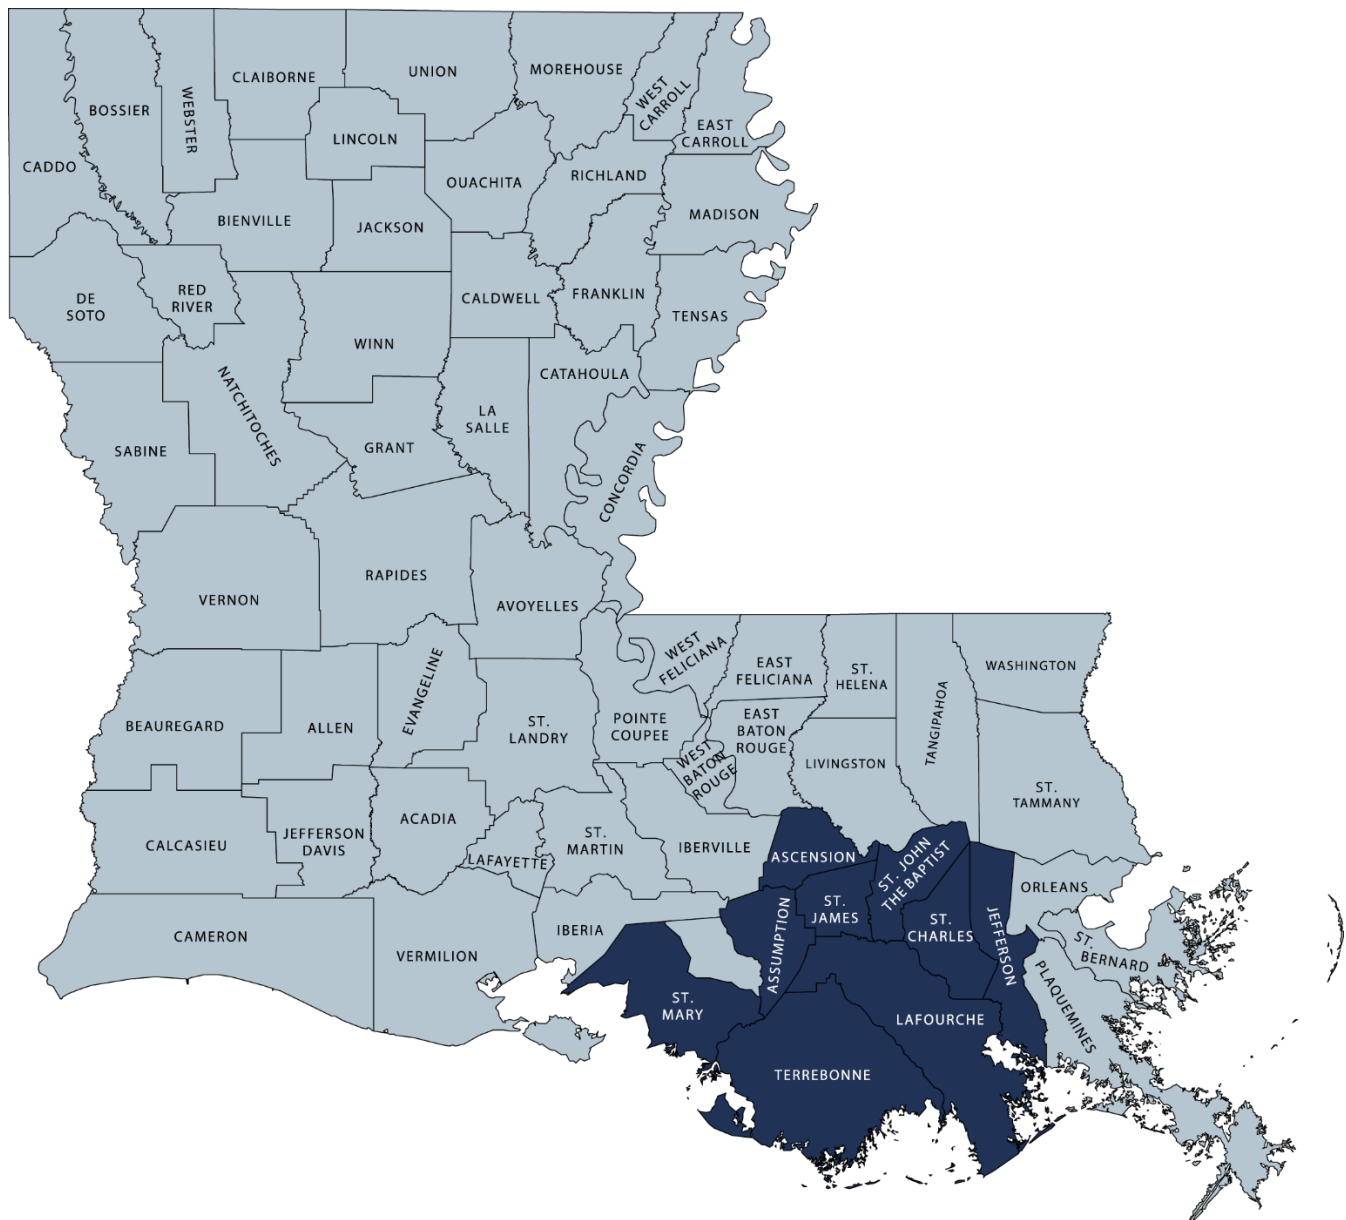 CLAIBORNE
UNION
MOREHOUSE
WEST
CARROLL
BOSSIER
WEBSTER
LINCOLN
EAST
CARROLL
CADDO
OUACHITA
RICHLAND
BIENVILLE
JACKSON
MADISON
DE
SOTO
RED
RIVER
CALDWELL
FRANKLIN
TENSAS
WINN
NATCHITOCHES
CATAHOULA
LA
SALLE
SABINE
GRANT
CONCORDIA
VERNON
RAPIDES
AVOYELLES
WEST
FELICIANA
EAST
FELICIANA
ST.
HELENA
TANGIPAHOA
WASHINGTON
BEAUREGARD
ALLEN
EVANGELINE
ST.
LANDRY
POINTE
COUPEE
WEST
BATON
ROUGE
EAST
BATON
ROUGE
LIVINGSTON
ST.
TAMMANY
CALCASIEU
JEFFERSON
DAVIS
ACADIA
LAFAYETTE
ST.
MARTIN
IBERVILLE
ASCENSION
ST. JOHN
THE BAPTIST
ORLEANS
CAMERON
VERMILION
IBERIA
ASSUMPTION
ST.
JAMES
ST.
CHARLES
JEFFERSON
ST.
BERNARD
PLAQUEMINES
ST.
MARY
LAFOURCHE
TERREBONNE